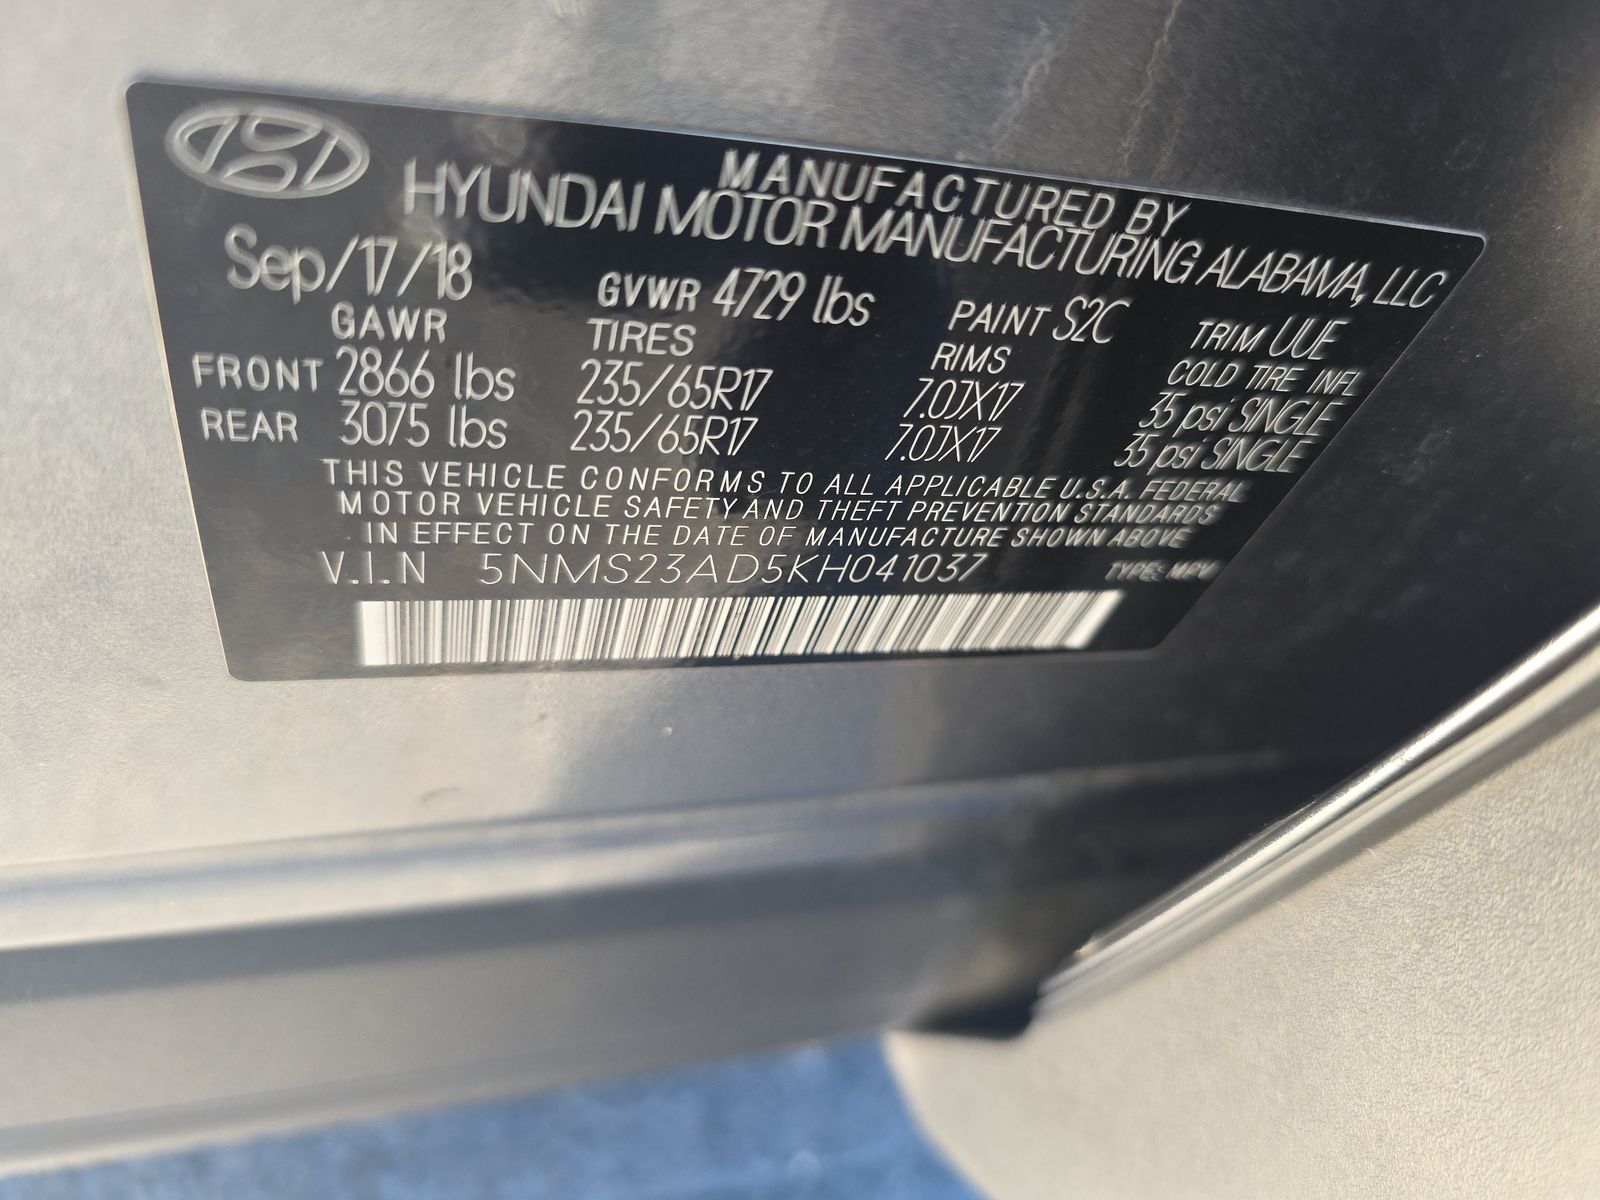 MANUFACTURED BY
HYUNDAI MOTOR MANUFACTURING ALABAMA, LLC
Sep/17/18 GVWR 4729 lbs PAINT S2C TRIM UUE
GAWR TIRES RIMS COLD TIRE INFL
FRONT 2866 lbs 235/65R17 7.0JX17 35 psi SINGLE
REAR 3075 lbs 235/65R17 7.0JX17 35 psi SINGLE
THIS VEHICLE CONFORMS TO ALL APPLICABLE U.S.A. FEDERAL
MOTOR VEHICLE SAFETY AND THEFT PREVENTION STANDARDS
IN EFFECT ON THE DATE OF MANUFACTURE SHOWN ABOVE
V.I.N 5NMS23AD5KH041037 TYPE: MPV